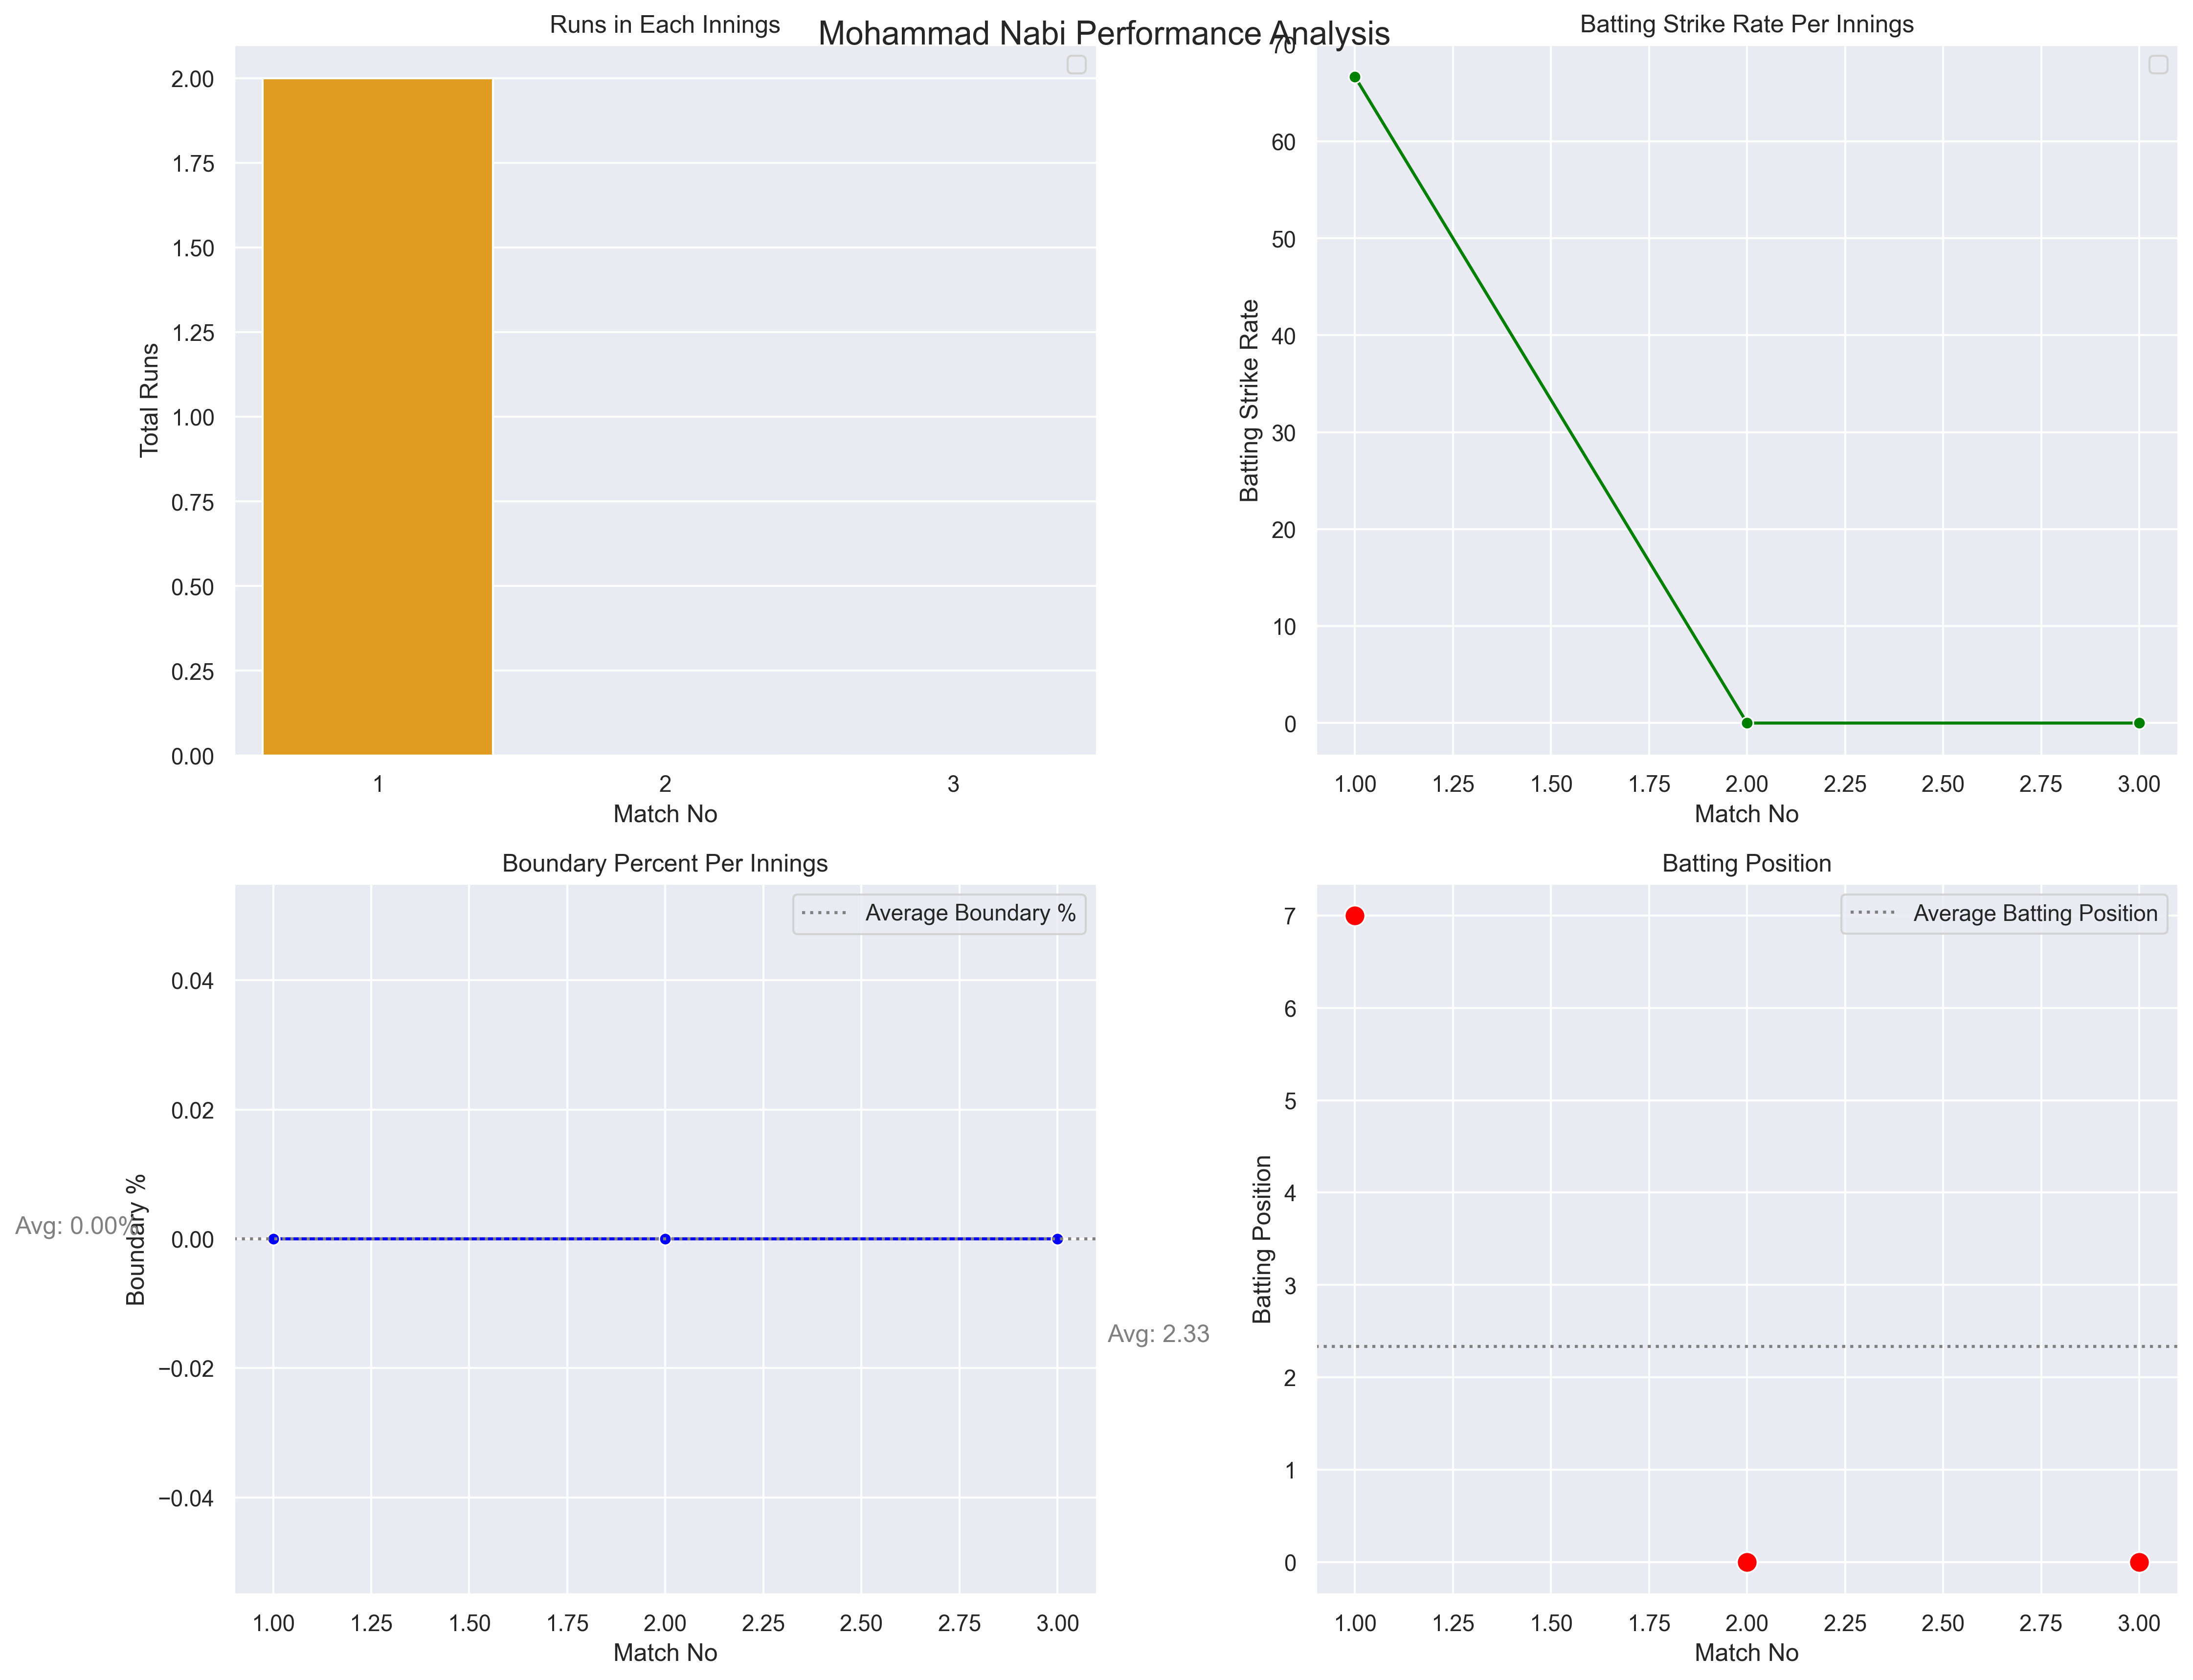 Mohammad Nabi Performance Analysis
Runs in Each Innings
2.00
1.75
1.50
1.25
1.00
0.75
0.50
0.25
0.00
Total Runs
1 2 3
Match No
Batting Strike Rate Per Innings
70
60
50
40
30
20
10
0
Batting Strike Rate
1.00 1.25 1.50 1.75 2.00 2.25 2.50 2.75 3.00
Match No
Boundary Percent Per Innings
Average Boundary %
0.04
0.02
0.00
−0.02
−0.04
Avg: 0.00%
Boundary %
1.00 1.25 1.50 1.75 2.00 2.25 2.50 2.75 3.00
Match No
Batting Position
Average Batting Position
7
6
5
4
3
2
1
0
Avg: 2.33
Batting Position
1.00 1.25 1.50 1.75 2.00 2.25 2.50 2.75 3.00
Match No